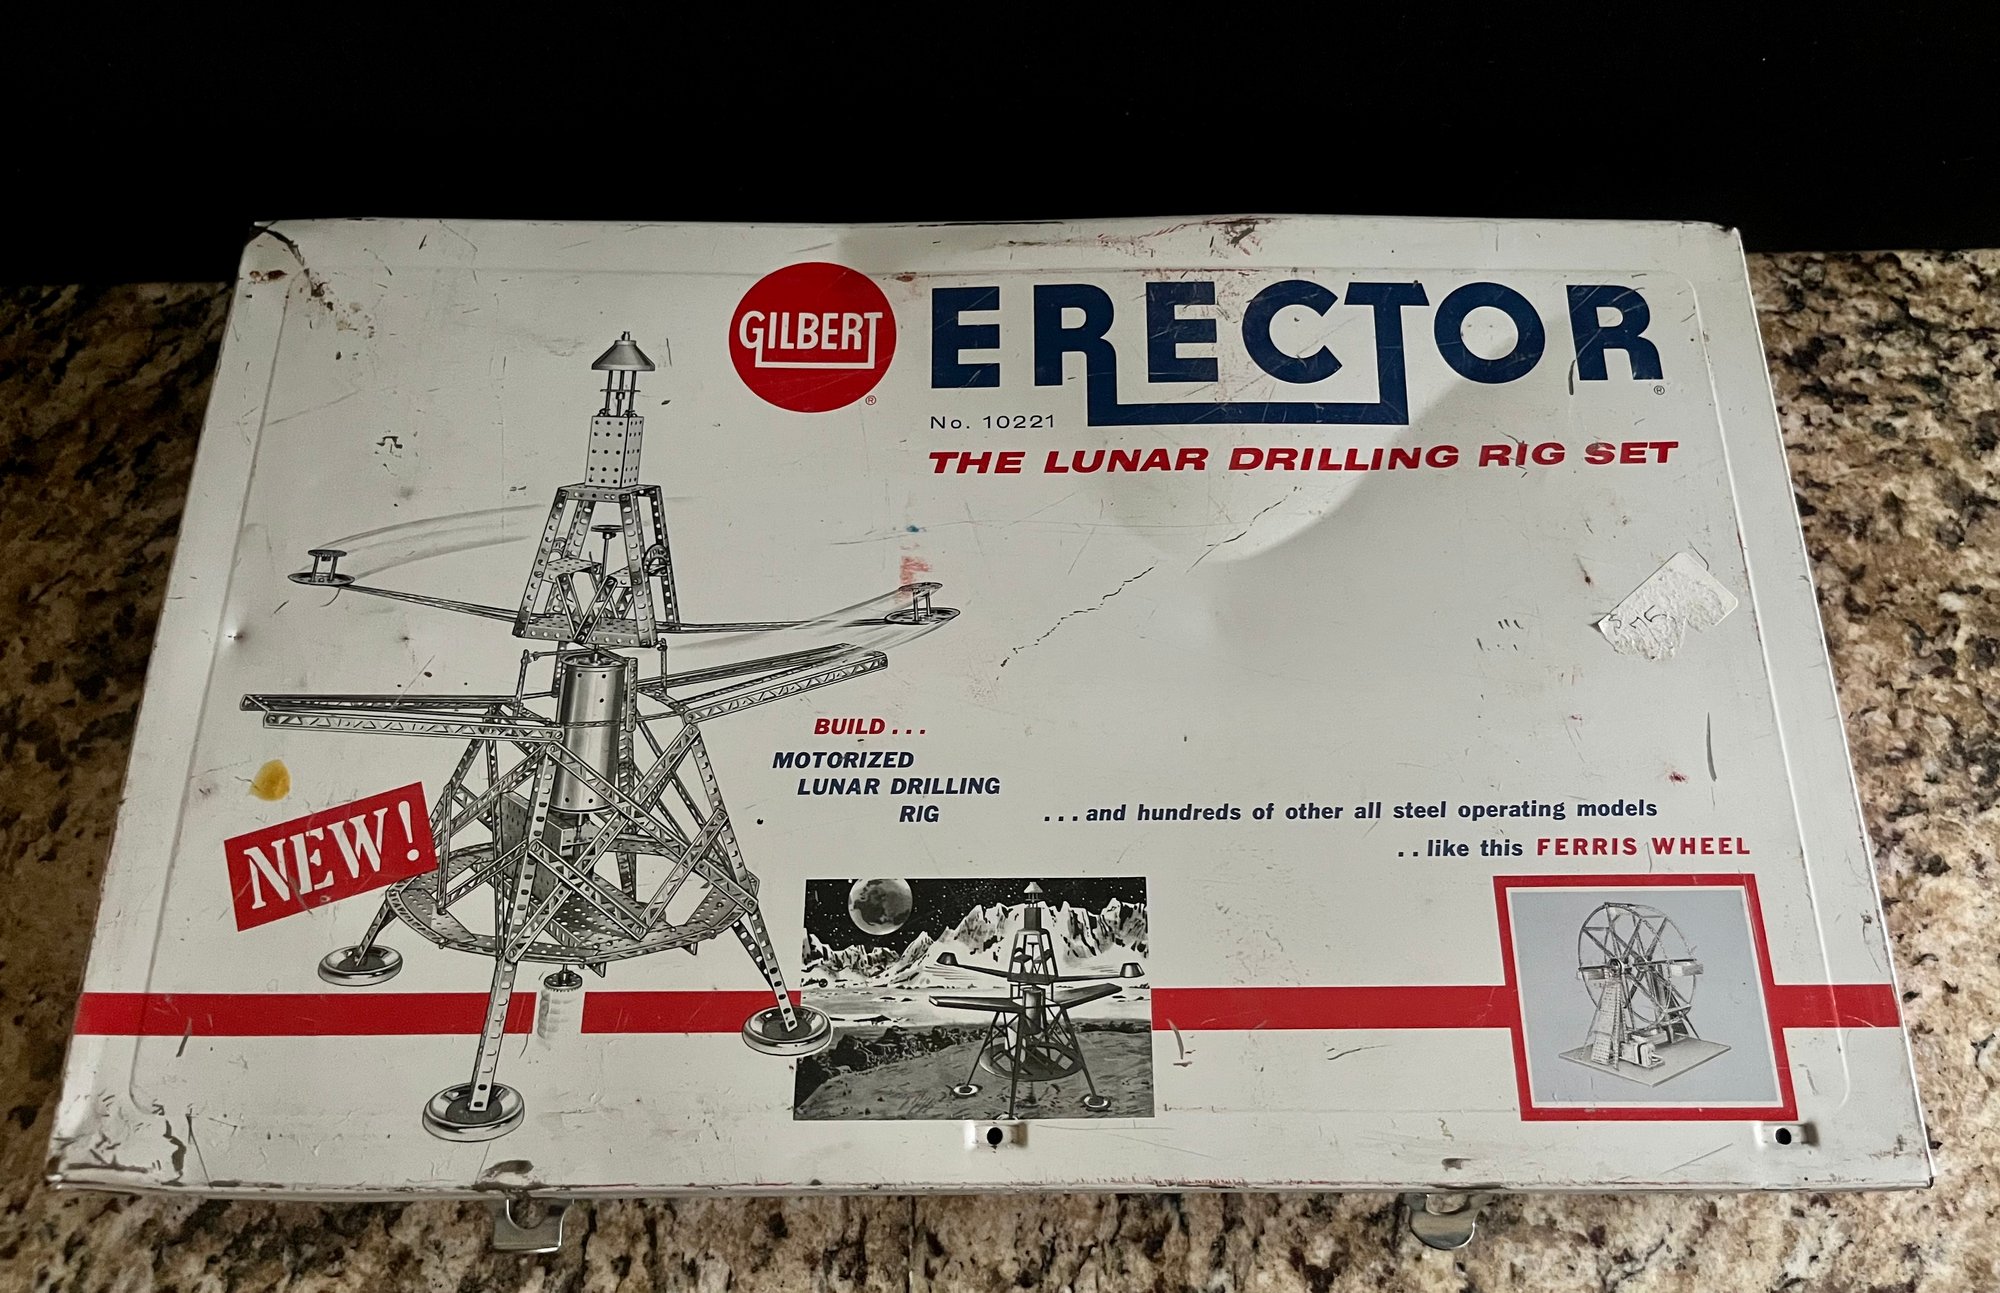 GILBERT
®
ERECTOR
®
No. 10221
THE LUNAR DRILLING RIG SET
$ 75
BUILD...
MOTORIZED
LUNAR DRILLING
RIG
...and hundreds of other all steel operating models
..like this FERRIS WHEEL
NEW!